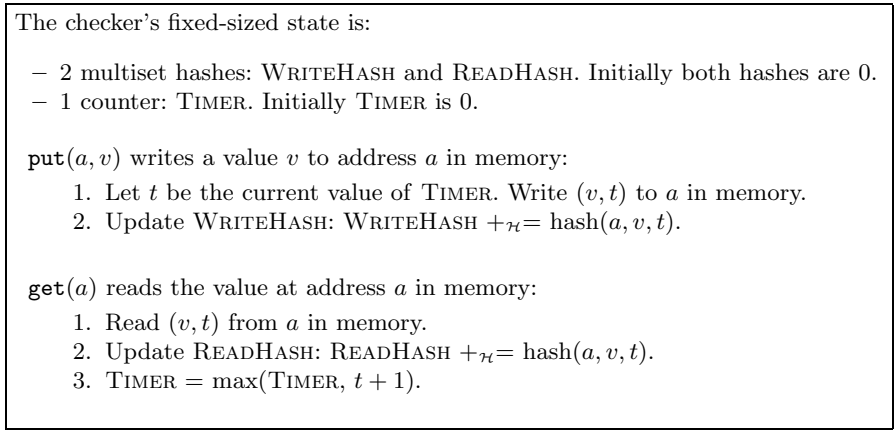 The checker's fixed-sized state is:
– 2 multiset hashes: WRITEHASH and READHASH. Initially both hashes are 0.
– 1 counter: TIMER. Initially TIMER is 0.
put(a, v) writes a value v to address a in memory:
1. Let t be the current value of TIMER. Write (v, t) to a in memory.
2. Update WRITEHASH: WRITEHASH +ℋ= hash(a, v, t).
get(a) reads the value at address a in memory:
1. Read (v, t) from a in memory.
2. Update READHASH: READHASH +ℋ= hash(a, v, t).
3. TIMER = max(TIMER, t + 1).